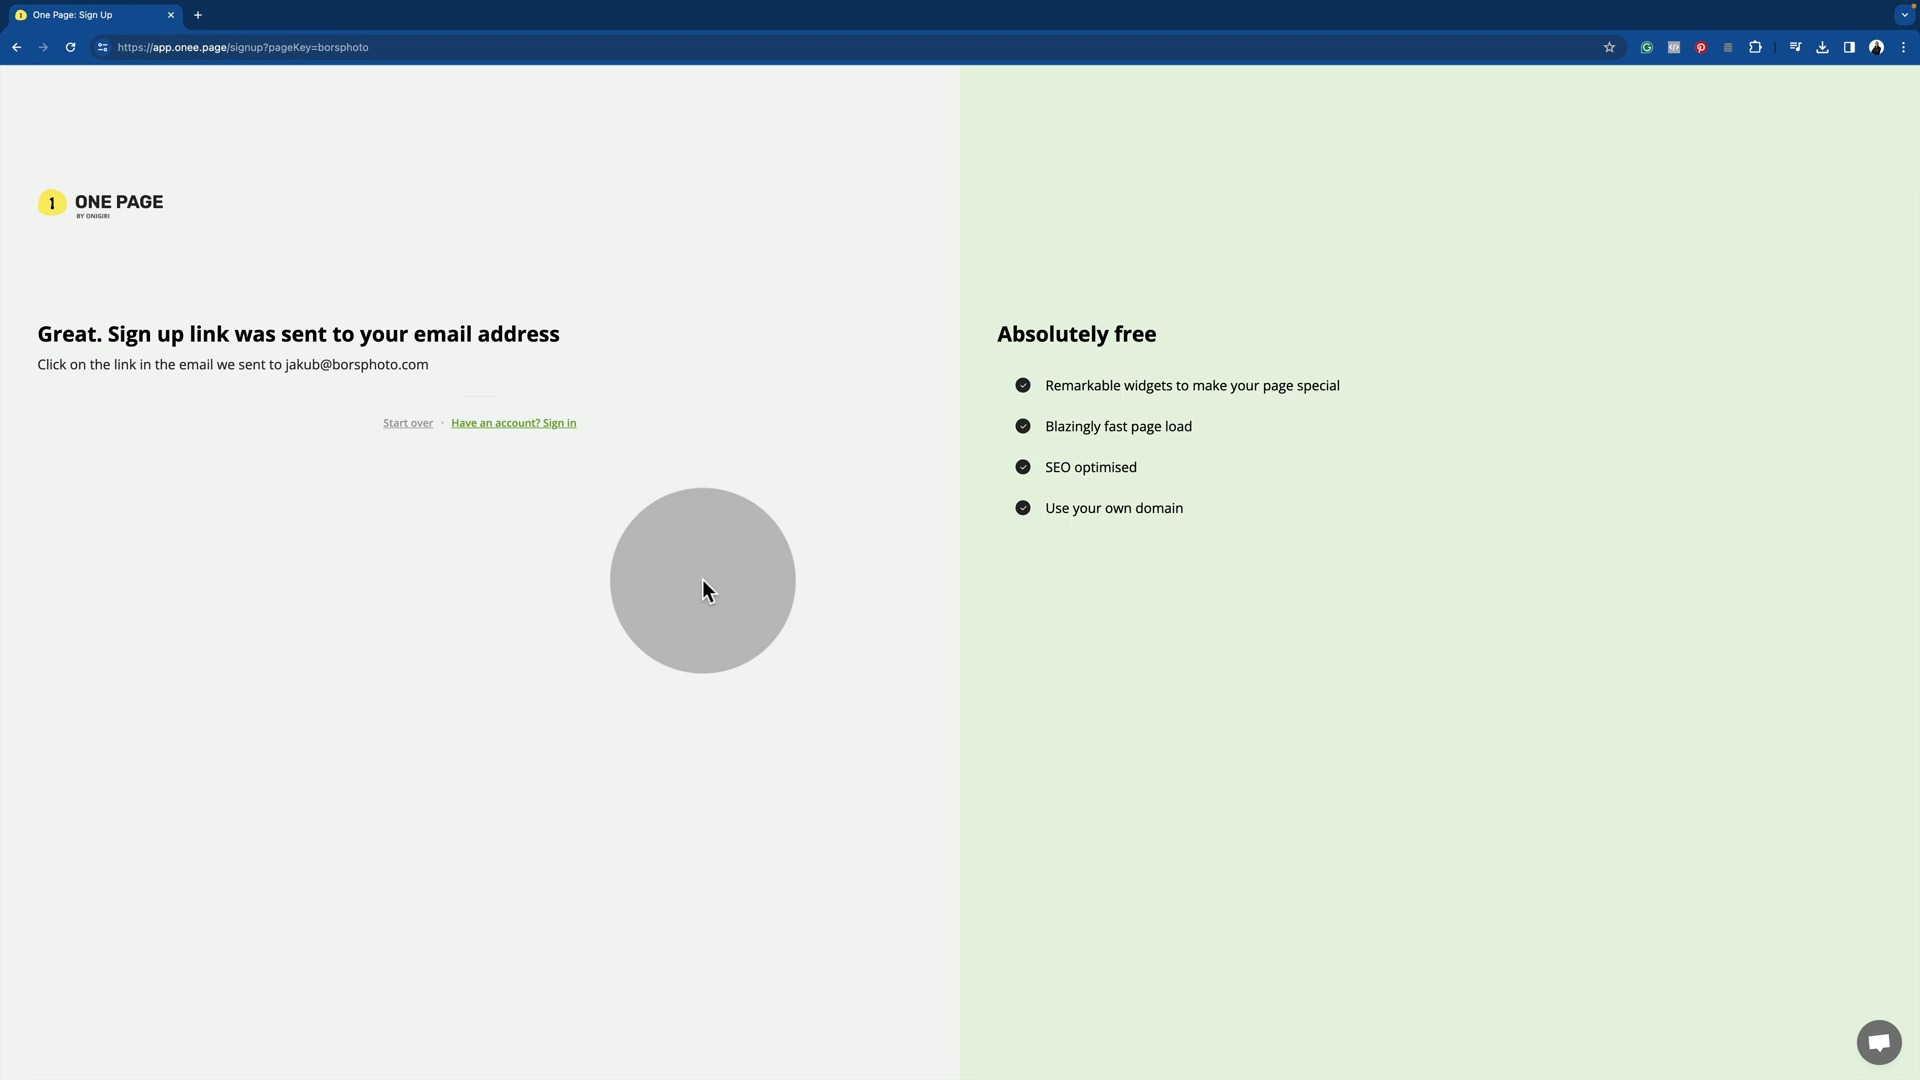 One Page: Sign Up
https://app.onee.page/signup?pageKey=borsphoto
1 ONE PAGE
BY ONIGIRI
Great. Sign up link was sent to your email address
Click on the link in the email we sent to jakub@borsphoto.com
Start over • Have an account? Sign in
Absolutely free
Remarkable widgets to make your page special
Blazingly fast page load
SEO optimised
Use your own domain